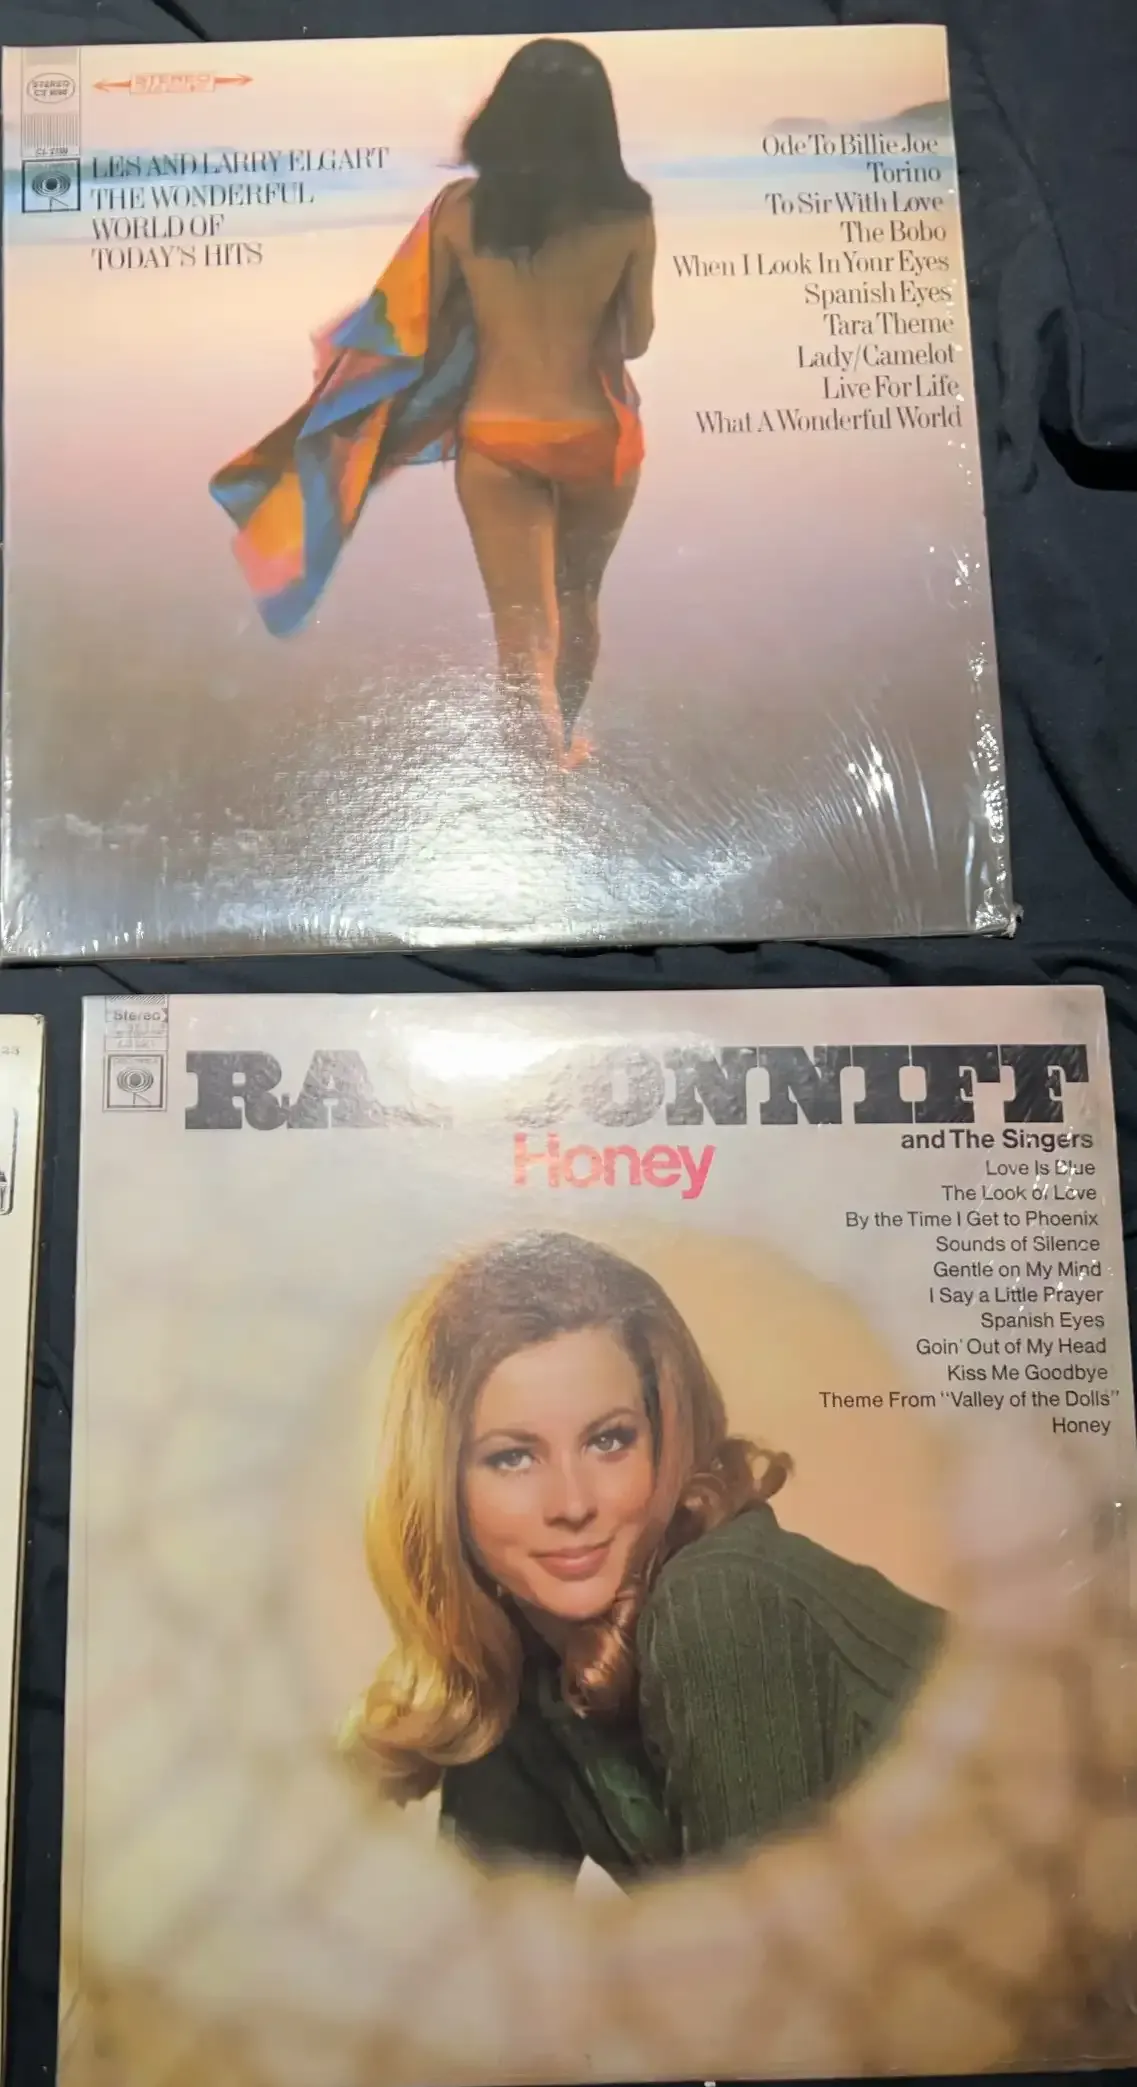 STEREO
LES AND LARRY ELGART
THE WONDERFUL
WORLD OF
TODAY'S HITS
Ode To Billie Joe
Torino
To Sir With Love
The Bobo
When I Look In Your Eyes
Spanish Eyes
Tara Theme
Lady/Camelot
Live For Life
What A Wonderful World
Stereo
RA ONNIFF
Honey
and The Singers
Love Is Blue
The Look of Love
By the Time I Get to Phoenix
Sounds of Silence
Gentle on My Mind
I Say a Little Prayer
Spanish Eyes
Goin' Out of My Head
Kiss Me Goodbye
Theme From "Valley of the Dolls"
Honey